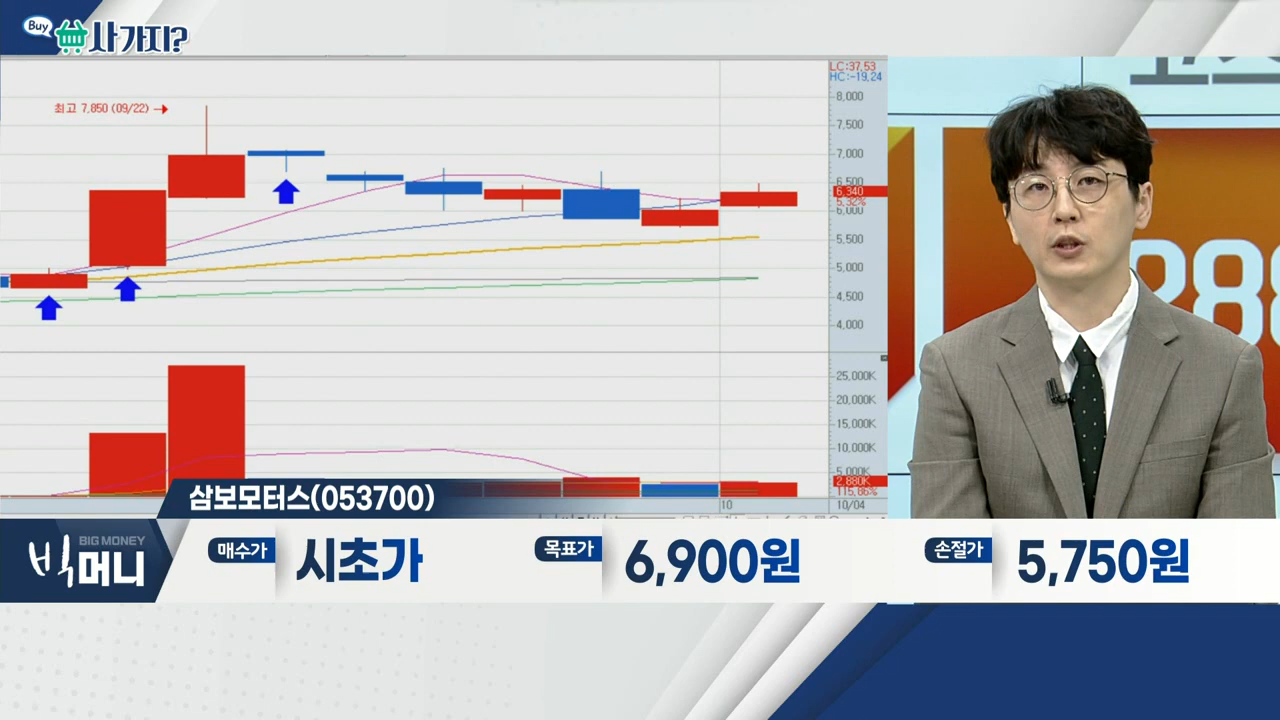 Buy
사가지?
LC:37.53
HC:-19.24
최고 7,850 (09/22) →
8,000
7,500
7,000
6,500
6,340
5.32%
6,000
5,500
5,000
4,500
4,000
288
25,000K
20,000K
15,000K
10,000K
5,000K
2,880K
115.86%
10
10/04
삼보모터스(053700)
BIG MONEY
빅머니
매수가
시초가
목표가
6,900원
손절가
5,750원